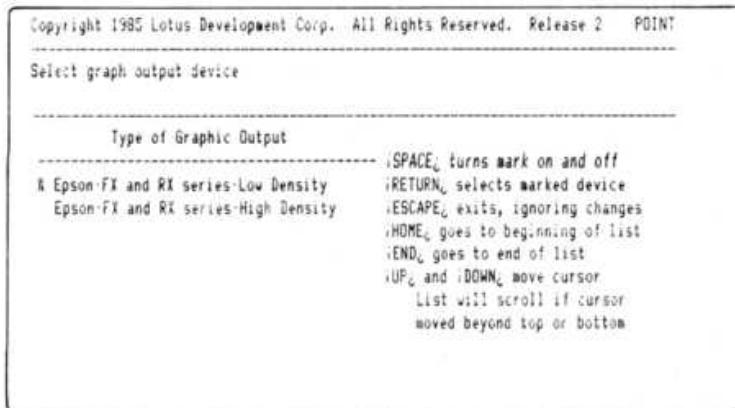 Copyright 1985 Lotus Development Corp. All Rights Reserved. Release 2 POINT
Select graph output device
Type of Graphic Output
¡SPACE¿ turns mark on and off
% Epson-FX and RX series-Low Density ¡RETURN¿ selects marked device
Epson-FX and RX series-High Density ¡ESCAPE¿ exits, ignoring changes
¡HOME¿ goes to beginning of list
¡END¿ goes to end of list
¡UP¿ and ¡DOWN¿ move cursor
List will scroll if cursor
moved beyond top or bottom